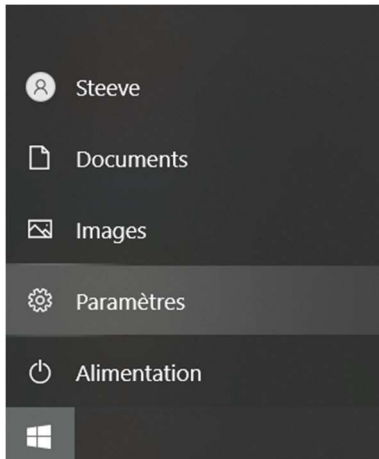 Steeve
Documents
Images
Paramètres
Alimentation